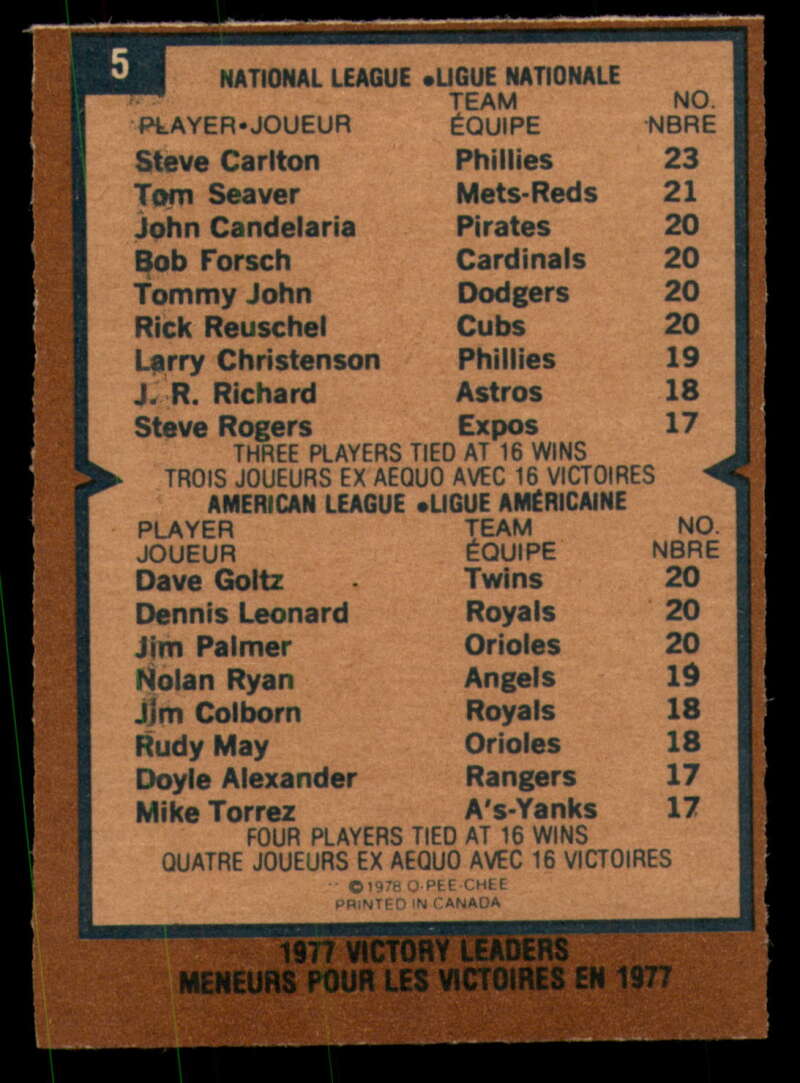 5
NATIONAL LEAGUE •LIGUE NATIONALE
TEAM NO.
PLAYER•JOUEUR ÉQUIPE NBRE
Steve Carlton Phillies 23
Tom Seaver Mets-Reds 21
John Candelaria Pirates 20
Bob Forsch Cardinals 20
Tommy John Dodgers 20
Rick Reuschel Cubs 20
Larry Christenson Phillies 19
J. R. Richard Astros 18
Steve Rogers Expos 17
THREE PLAYERS TIED AT 16 WINS
TROIS JOUEURS EX AEQUO AVEC 16 VICTOIRES
AMERICAN LEAGUE •LIGUE AMÉRICAINE
PLAYER TEAM NO.
JOUEUR ÉQUIPE NBRE
Dave Goltz Twins 20
Dennis Leonard Royals 20
Jim Palmer Orioles 20
Nolan Ryan Angels 19
Jim Colborn Royals 18
Rudy May Orioles 18
Doyle Alexander Rangers 17
Mike Torrez A's-Yanks 17
FOUR PLAYERS TIED AT 16 WINS
QUATRE JOUEURS EX AEQUO AVEC 16 VICTOIRES
©1978 O-PEE-CHEE
PRINTED IN CANADA
1977 VICTORY LEADERS
MENEURS POUR LES VICTOIRES EN 1977